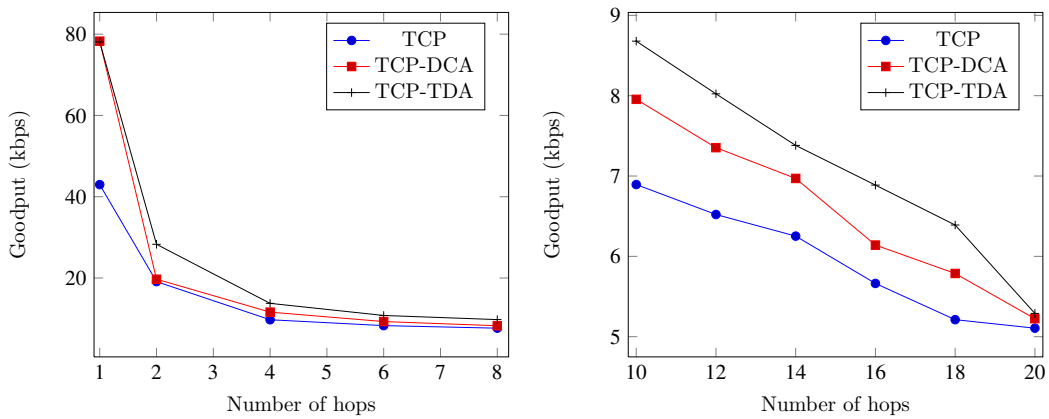 80
60
40
20
1 2 3 4 5 6 7 8
Number of hops
Goodput (kbps)
TCP
TCP-DCA
TCP-TDA
9
8
7
6
5
10 12 14 16 18 20
Number of hops
Goodput (kbps)
TCP
TCP-DCA
TCP-TDA